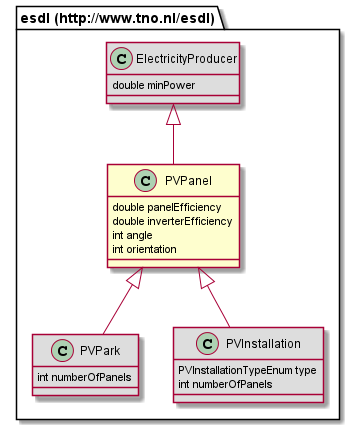 esdl (http://www.tno.nl/esdl)
C ElectricityProducer
double minPower
C PVPanel
double panelEfficiency
double inverterEfficiency
int angle
int orientation
C PVPark
int numberOfPanels
C PVInstallation
PVInstallationTypeEnum type
int numberOfPanels